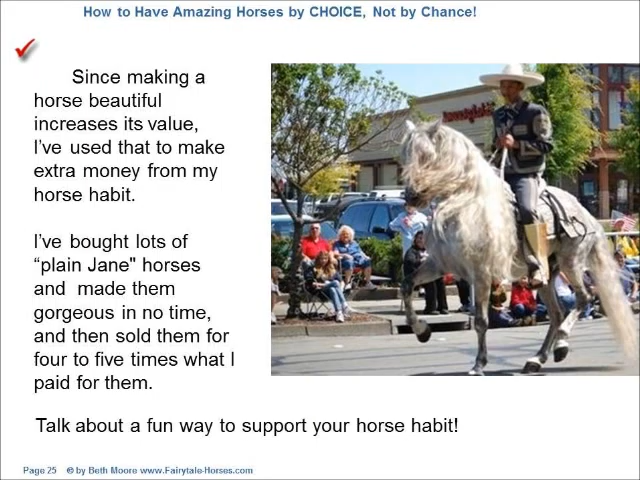 How to Have Amazing Horses by CHOICE, Not by Chance!
Since making a
horse beautiful
increases its value,
I've used that to make
extra money from my
horse habit.
I've bought lots of
“plain Jane" horses
and made them
gorgeous in no time,
and then sold them for
four to five times what I
paid for them.
Talk about a fun way to support your horse habit!
Page 25 © by Beth Moore www.Fairytale-Horses.com